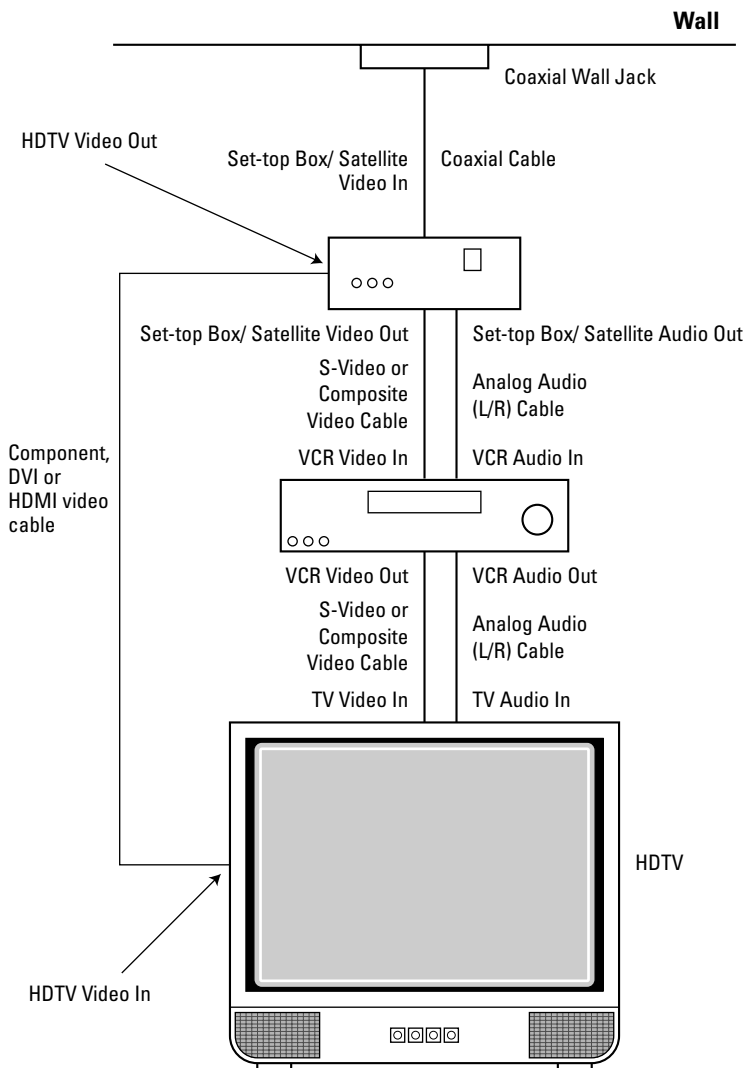 Wall
Coaxial Wall Jack
HDTV Video Out
Set-top Box/ Satellite
Video In
Coaxial Cable
Set-top Box/ Satellite Video Out
Set-top Box/ Satellite Audio Out
S-Video or
Composite
Video Cable
Analog Audio
(L/R) Cable
VCR Video In
VCR Audio In
Component,
DVI or
HDMI video
cable
VCR Video Out
VCR Audio Out
S-Video or
Composite
Video Cable
Analog Audio
(L/R) Cable
TV Video In
TV Audio In
HDTV
HDTV Video In